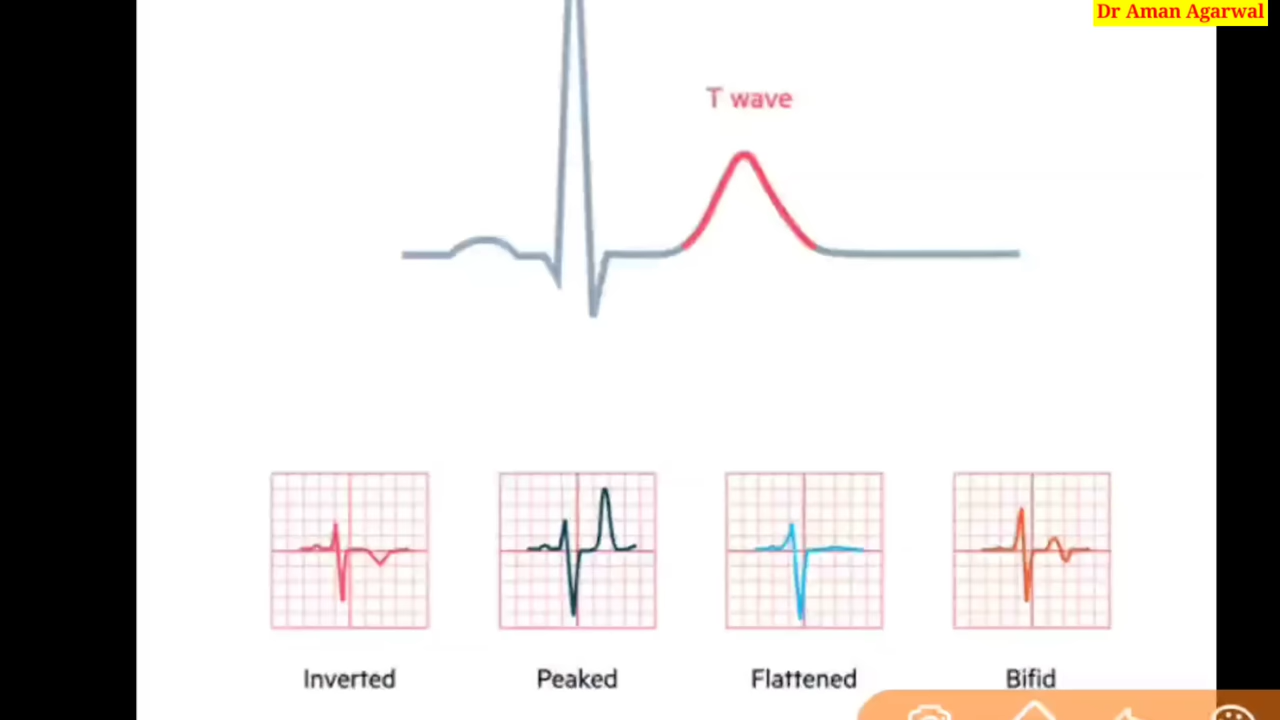 Dr Aman Agarwal
T wave
Inverted
Peaked
Flattened
Bifid